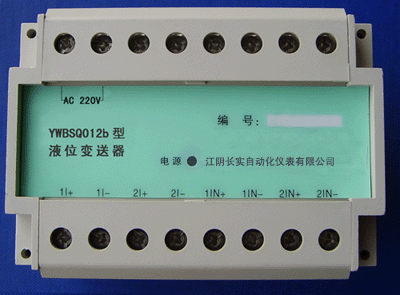 AC 220V
编 号：
YWBSQ012b 型
液位变送器
电源 江阴长实自动化仪表有限公司
1I+ 1I- 2I+ 2I- 1IN+ 1IN- 2IN+ 2IN-